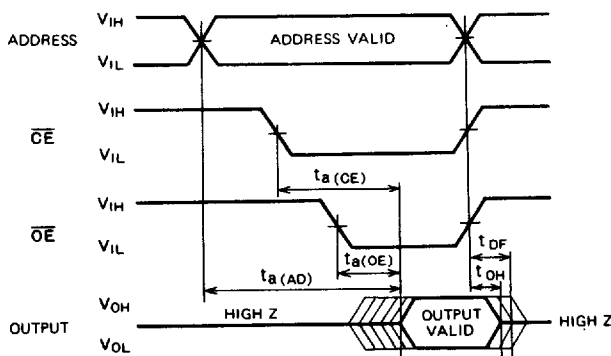 VIH
ADDRESS
ADDRESS VALID
VIL
VIH
CE
VIL
ta(CE)
VIH
OE
VIL
tDF
ta(OE)
tOH
ta(AD)
VOH
HIGH Z
OUTPUT VALID
HIGH Z
OUTPUT
VOL